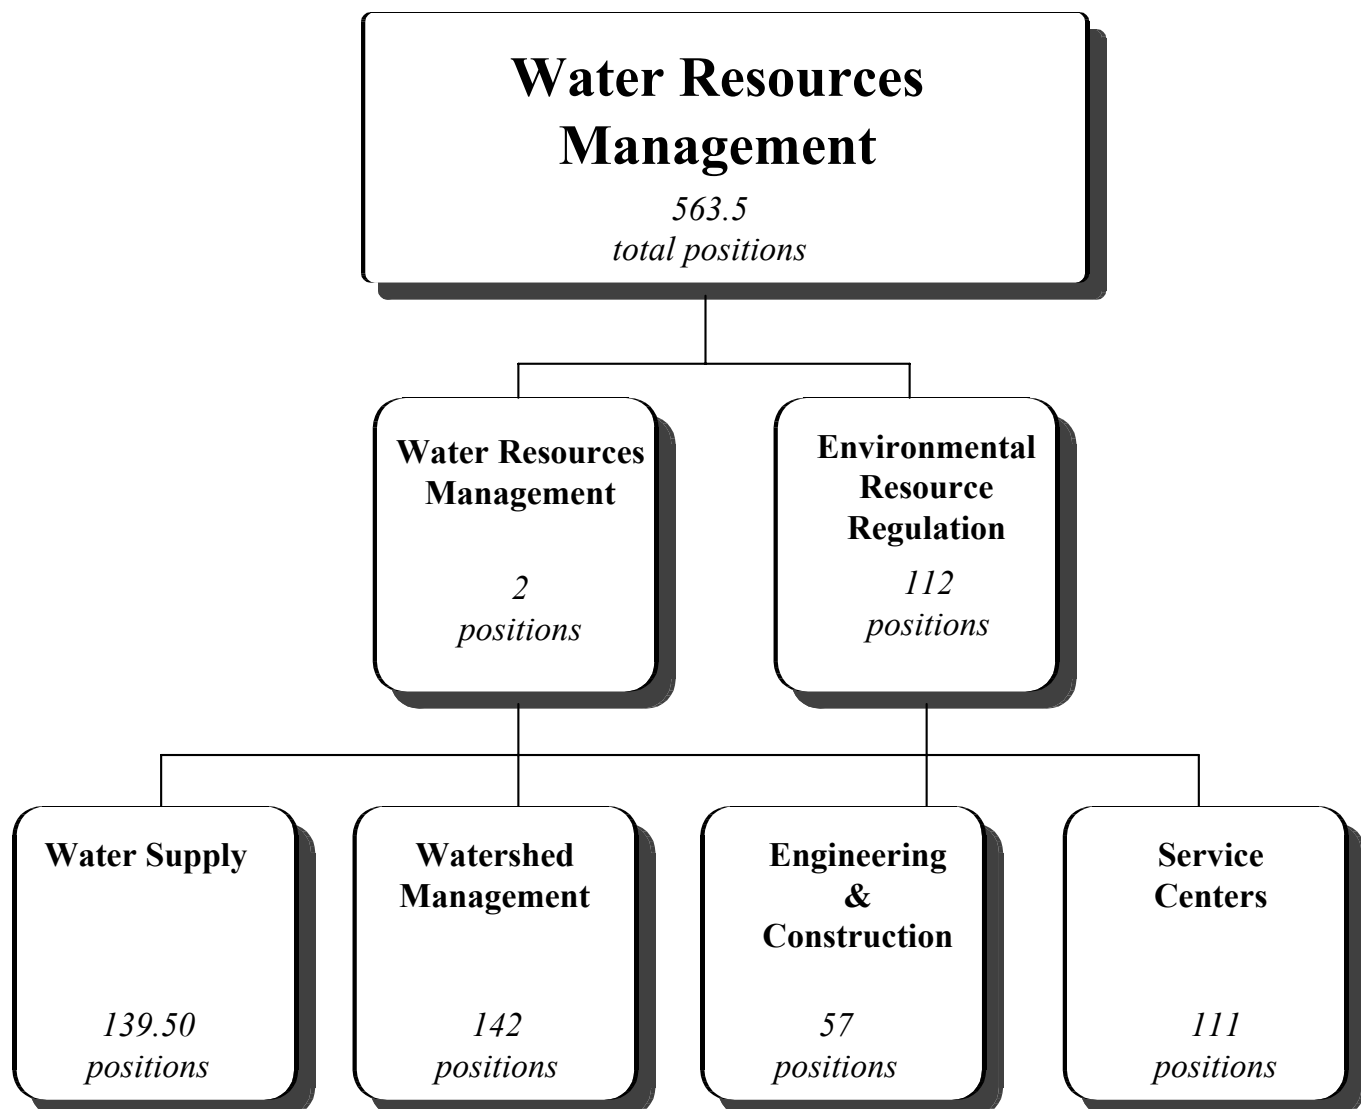 Water Resources
Management
563.5
total positions
Water Resources
Management
2
positions
Environmental
Resource
Regulation
112
positions
Water Supply
139.50
positions
Watershed
Management
142
positions
Engineering
&
Construction
57
positions
Service
Centers
111
positions